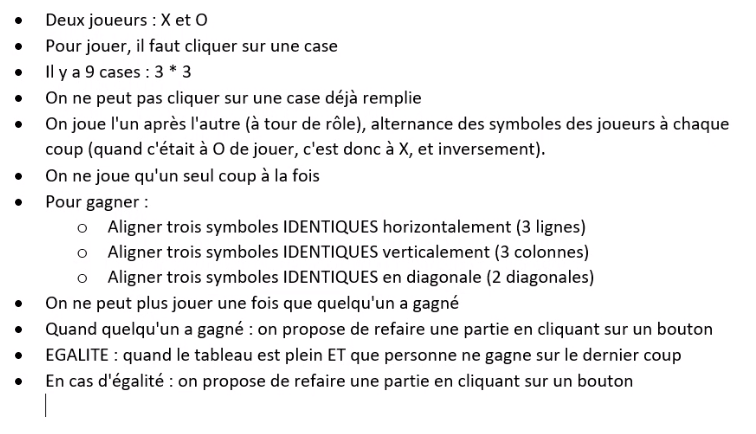 • Deux joueurs : X et O
• Pour jouer, il faut cliquer sur une case
• Il y a 9 cases : 3 * 3
• On ne peut pas cliquer sur une case déjà remplie
• On joue l'un après l'autre (à tour de rôle), alternance des symboles des joueurs à chaque
coup (quand c'était à O de jouer, c'est donc à X, et inversement).
• On ne joue qu'un seul coup à la fois
• Pour gagner :
o Aligner trois symboles IDENTIQUES horizontalement (3 lignes)
o Aligner trois symboles IDENTIQUES verticalement (3 colonnes)
o Aligner trois symboles IDENTIQUES en diagonale (2 diagonales)
• On ne peut plus jouer une fois que quelqu'un a gagné
• Quand quelqu'un a gagné : on propose de refaire une partie en cliquant sur un bouton
• EGALITE : quand le tableau est plein ET que personne ne gagne sur le dernier coup
• En cas d'égalité : on propose de refaire une partie en cliquant sur un bouton